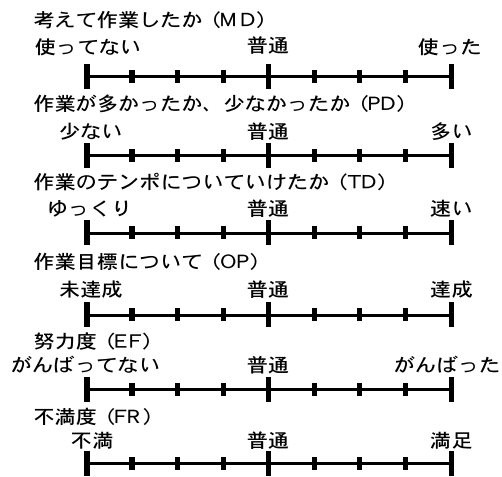 考えて作業したか (MD)
使ってない 普通 使った
作業が多かったか、少なかったか (PD)
少ない 普通 多い
作業のテンポについていけたか (TD)
ゆっくり 普通 速い
作業目標について (OP)
未達成 普通 達成
努力度 (EF)
がんばってない 普通 がんばった
不満度 (FR)
不満 普通 満足